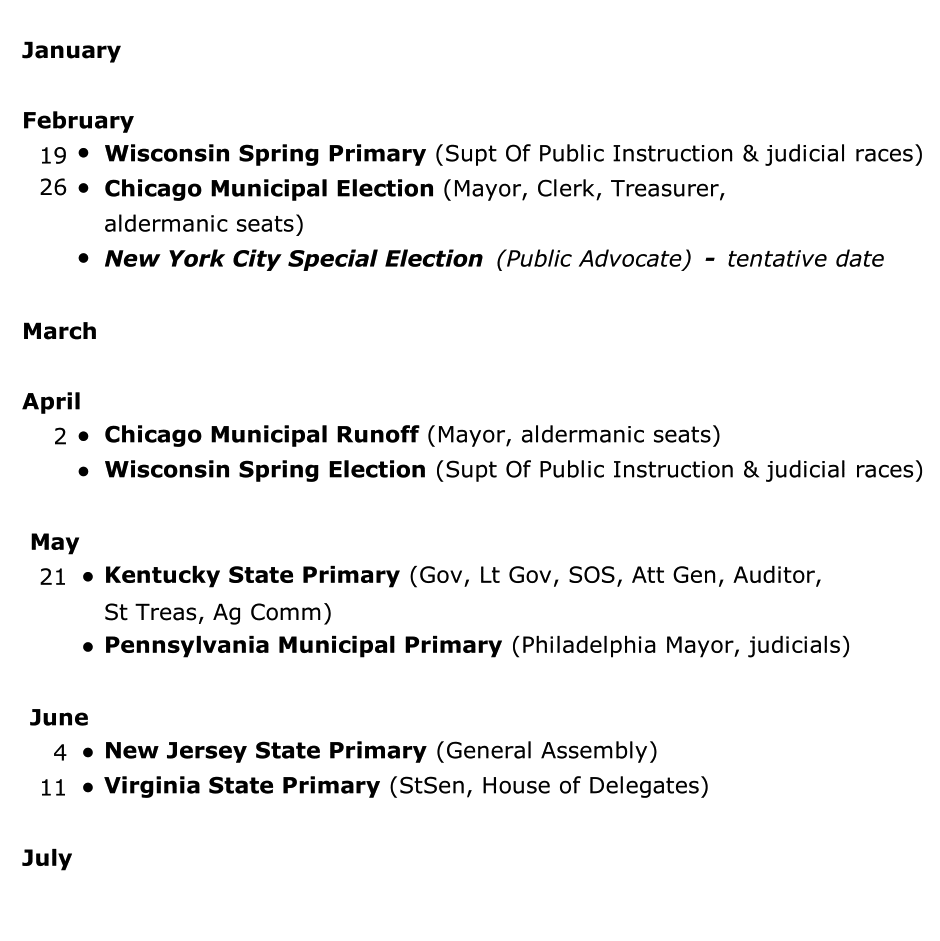 January
February
19 • Wisconsin Spring Primary (Supt Of Public Instruction & judicial races)
26 • Chicago Municipal Election (Mayor, Clerk, Treasurer,
aldermanic seats)
• New York City Special Election (Public Advocate) - tentative date
March
April
2 • Chicago Municipal Runoff (Mayor, aldermanic seats)
• Wisconsin Spring Election (Supt Of Public Instruction & judicial races)
May
21 • Kentucky State Primary (Gov, Lt Gov, SOS, Att Gen, Auditor,
St Treas, Ag Comm)
• Pennsylvania Municipal Primary (Philadelphia Mayor, judicials)
June
4 • New Jersey State Primary (General Assembly)
11 • Virginia State Primary (StSen, House of Delegates)
July